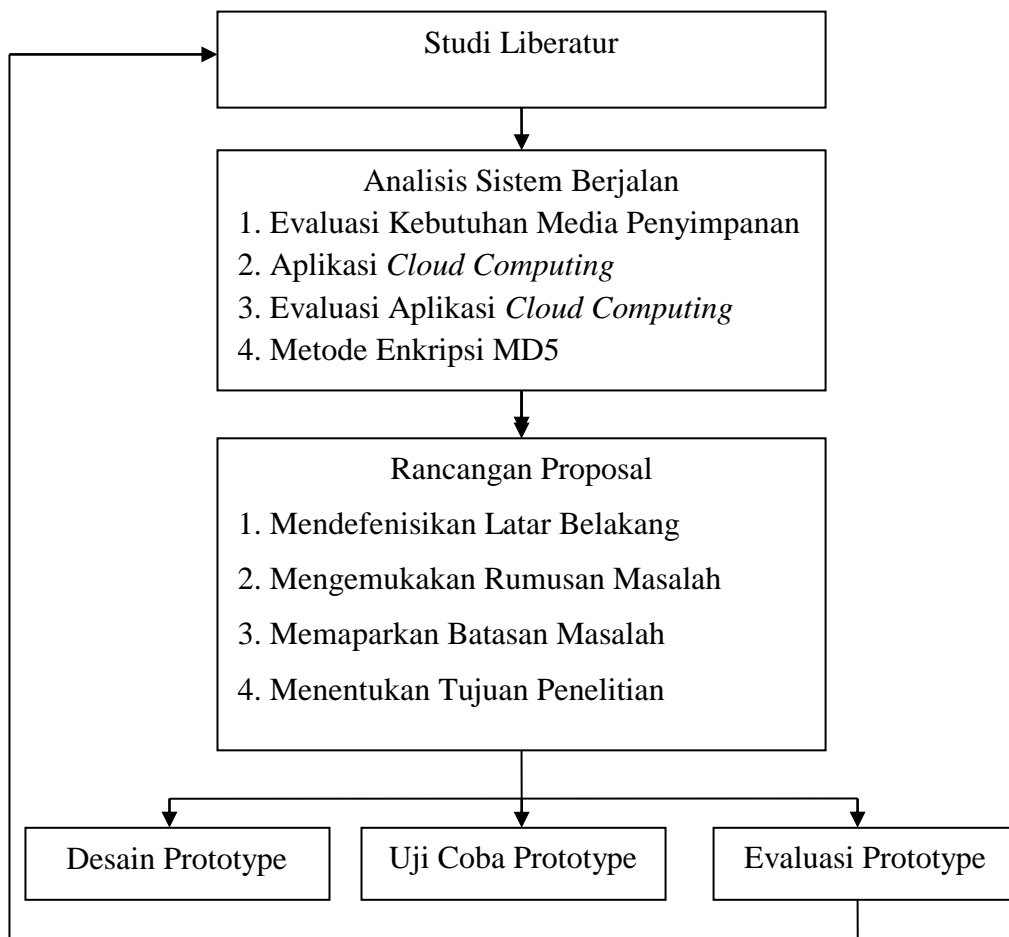 Studi Liberatur
Analisis Sistem Berjalan
1. Evaluasi Kebutuhan Media Penyimpanan
2. Aplikasi Cloud Computing
3. Evaluasi Aplikasi Cloud Computing
4. Metode Enkripsi MD5
Rancangan Proposal
1. Mendefenisikan Latar Belakang
2. Mengemukakan Rumusan Masalah
3. Memaparkan Batasan Masalah
4. Menentukan Tujuan Penelitian
Desain Prototype
Uji Coba Prototype
Evaluasi Prototype